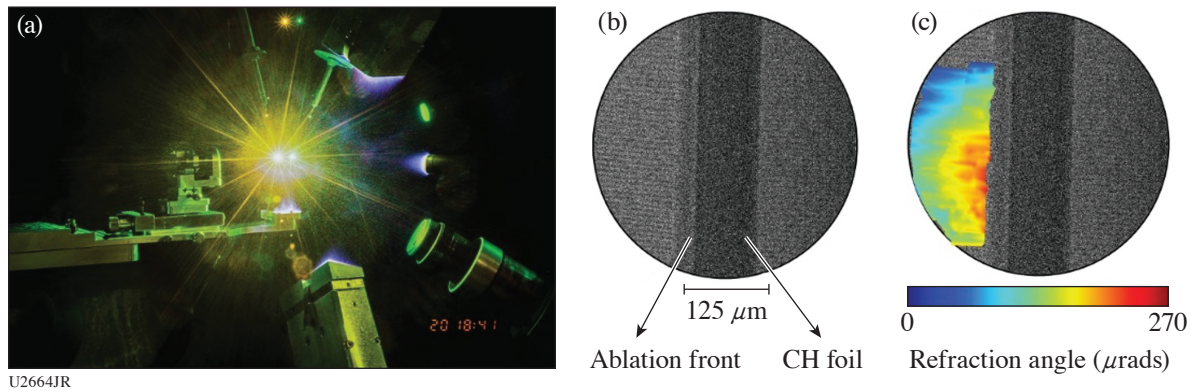 (a)
20 18:41
U2664JR
(b)
125 μm
Ablation front
CH foil
(c)
0
270
Refraction angle (μrads)